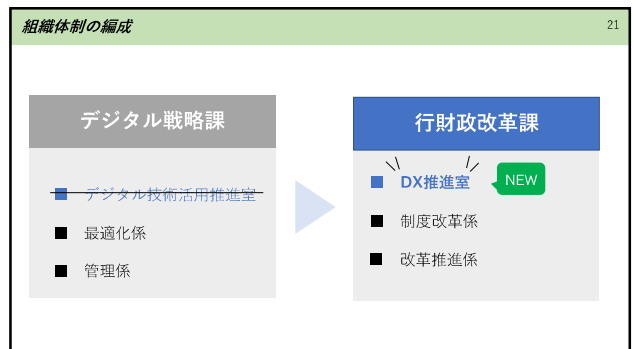 組織体制の編成
21
デジタル戦略課
デジタル技術活用推進室
最適化係
管理係
行財政改革課
DX推進室
NEW
制度改革係
改革推進係